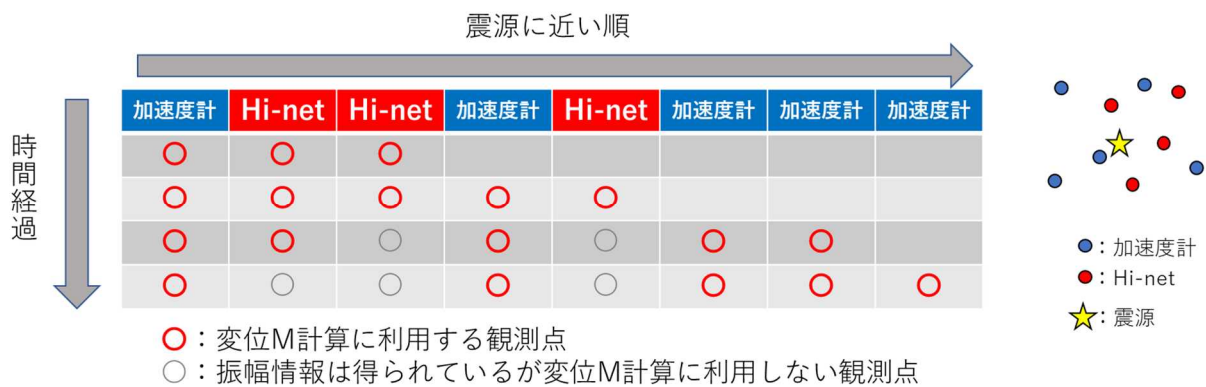 震源に近い順
時間経過
加速度計 Hi-net Hi-net 加速度計 Hi-net 加速度計 加速度計 加速度計
○ ○ ○
○ ○ ○ ○ ○
○ ○ ○ ○ ○ ○ ○
○ ○ ○ ○ ○ ○ ○ ○
○：変位M計算に利用する観測点
○：振幅情報は得られているが変位M計算に利用しない観測点
：加速度計
：Hi-net
：震源